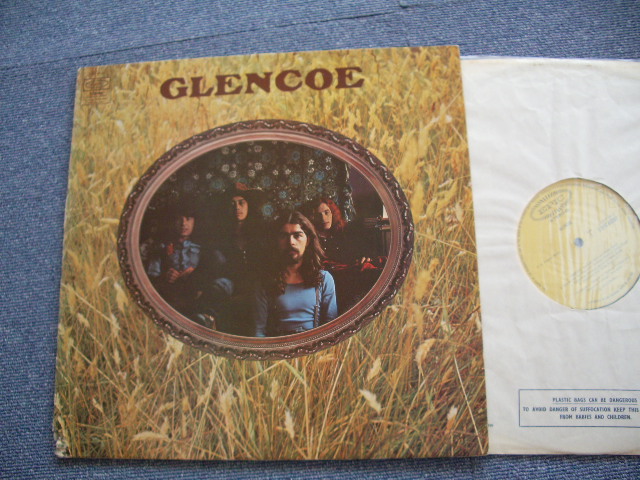 GLENCOE
PLASTIC BAGS CAN BE DANGEROUS
TO AVOID DANGER OF SUFFOCATION KEEP THIS
FROM BABIES AND CHILDREN.